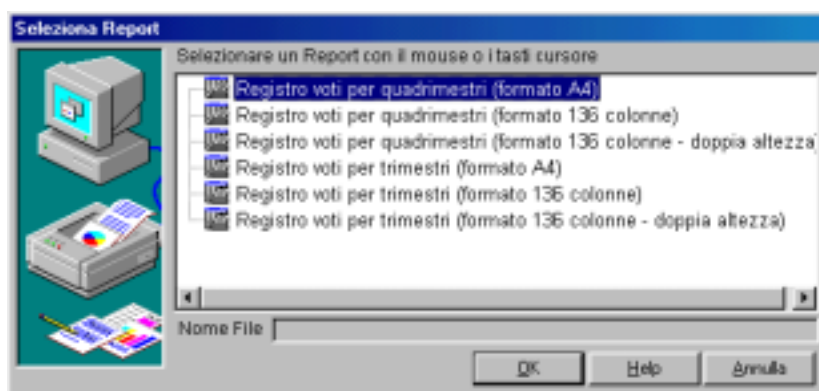 Seleziona Report
Selezionare un Report con il mouse o i tasti cursore
Registro voti per quadrimestri (formato A4)
Registro voti per quadrimestri (formato 136 colonne)
Registro voti per quadrimestri (formato 136 colonne - doppia altezza)
Registro voti per trimestri (formato A4)
Registro voti per trimestri (formato 136 colonne)
Registro voti per trimestri (formato 136 colonne - doppia altezza)
Nome File
OK Help Annulla